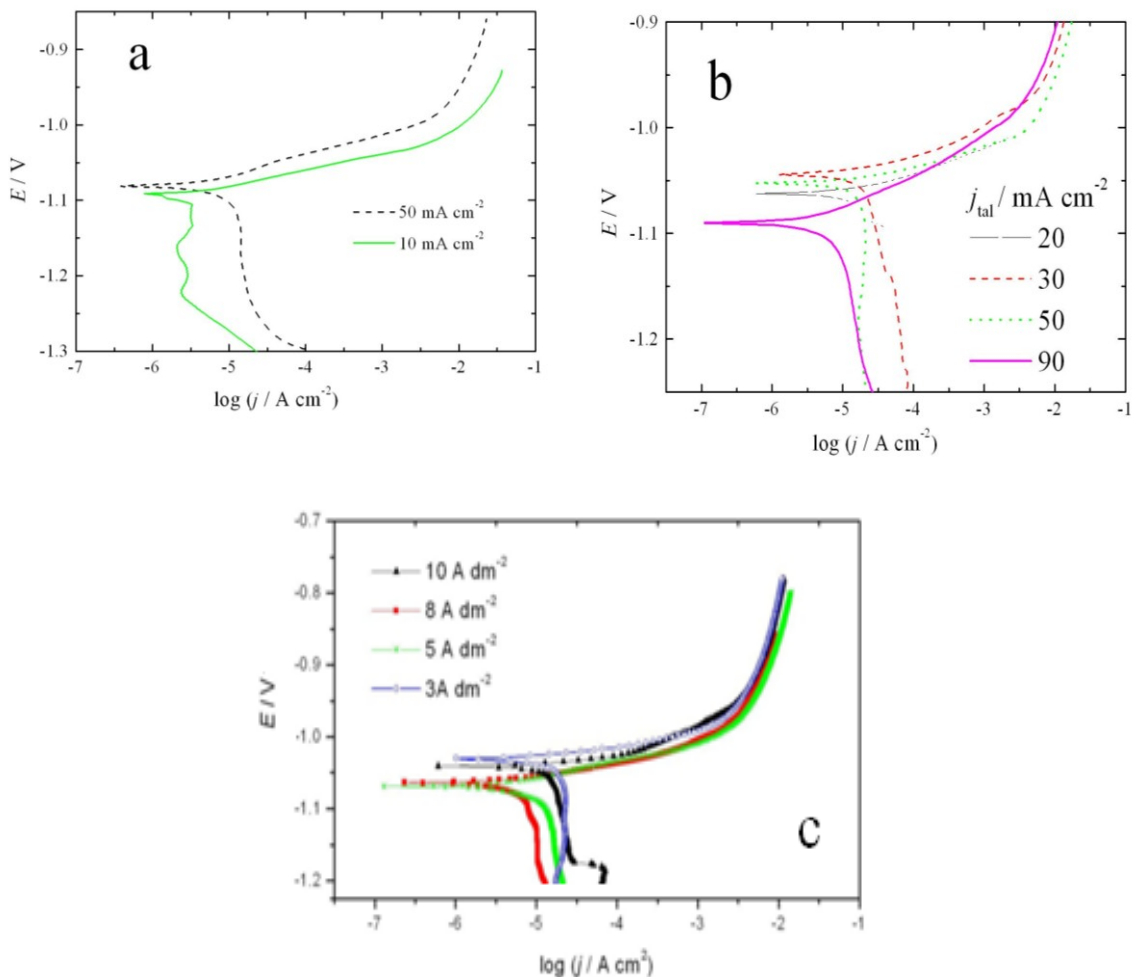 a
E / V
-0.9
-1.0
-1.1
-1.2
-1.3
50 mA cm⁻²
10 mA cm⁻²
-7 -6 -5 -4 -3 -2 -1
log (j / A cm⁻²)
b
E / V
-0.9
-1.0
-1.1
-1.2
j_tal / mA cm⁻²
20
30
50
90
-7 -6 -5 -4 -3 -2 -1
log (j / A cm⁻²)
c
E / V
-0.7
-0.8
-0.9
-1.0
-1.1
-1.2
10 A dm⁻²
8 A dm⁻²
5 A dm⁻²
3A dm⁻²
-7 -6 -5 -4 -3 -2 -1
log (j / A cm²)